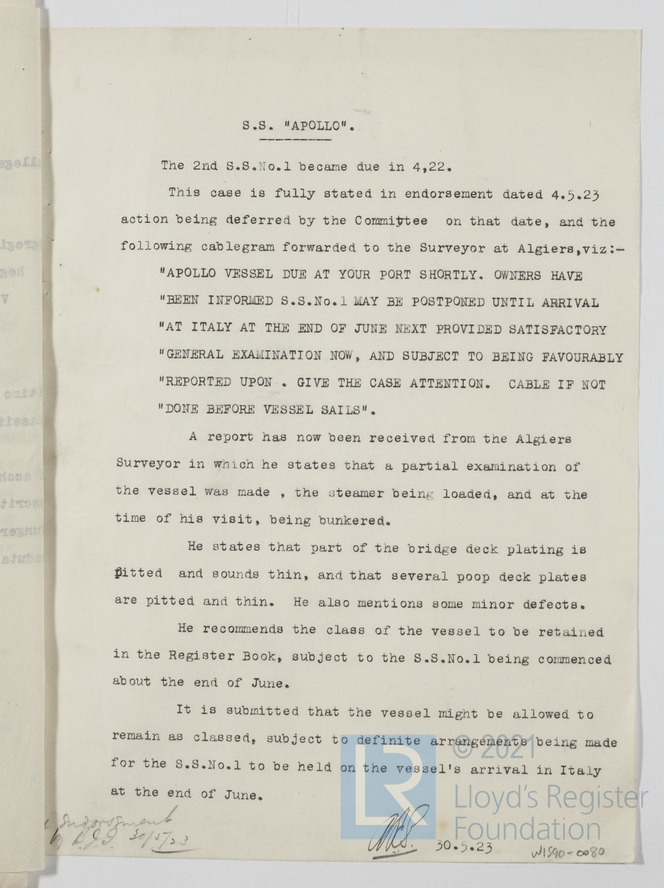 S.S. "APOLLO".
The 2nd S.S.No.1 became due in 4,22.
This case is fully stated in endorsement dated 4.5.23
action being deferred by the Committee on that date, and the
following cablegram forwarded to the Surveyor at Algiers,viz:-
"APOLLO VESSEL DUE AT YOUR PORT SHORTLY. OWNERS HAVE
"BEEN INFORMED S.S.No.1 MAY BE POSTPONED UNTIL ARRIVAL
"AT ITALY AT THE END OF JUNE NEXT PROVIDED SATISFACTORY
"GENERAL EXAMINATION NOW, AND SUBJECT TO BEING FAVOURABLY
"REPORTED UPON . GIVE THE CASE ATTENTION. CABLE IF NOT
"DONE BEFORE VESSEL SAILS".
A report has now been received from the Algiers
Surveyor in which he states that a partial examination of
the vessel was made , the steamer being loaded, and at the
time of his visit, being bunkered.
He states that part of the bridge deck plating is
pitted and sounds thin, and that several poop deck plates
are pitted and thin. He also mentions some minor defects.
He recommends the class of the vessel to be retained
in the Register Book, subject to the S.S.No.1 being commenced
about the end of June.
It is submitted that the vessel might be allowed to
remain as classed, subject to definite arrangements being made
for the S.S.No.1 to be held on the vessel's arrival in Italy
at the end of June.
Endorsement
30/5/23
30.5.23
W1590-0080
© 2021
LR
Lloyd's Register
Foundation